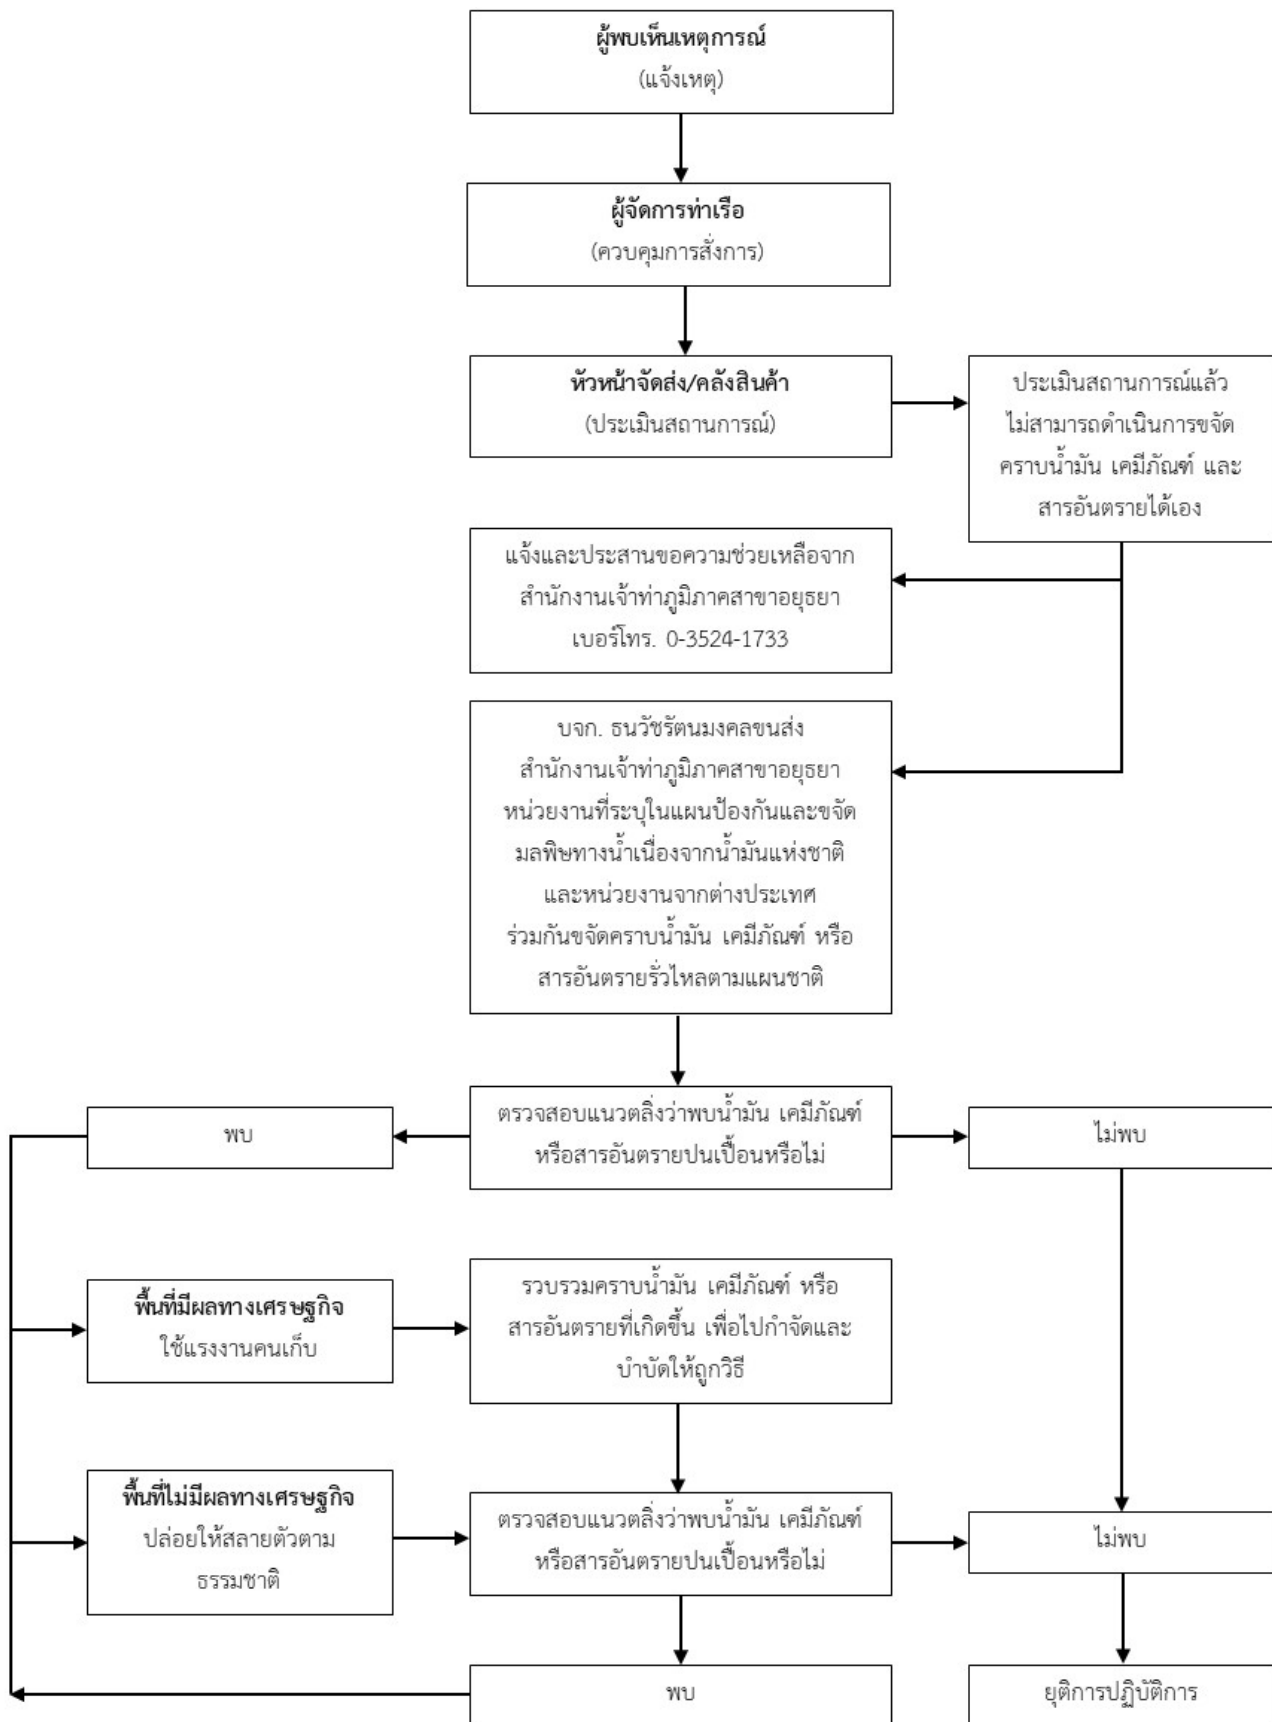 ผู้พบเห็นเหตุการณ์
(แจ้งเหตุ)
ผู้จัดการท่าเรือ
(ควบคุมการสั่งการ)
หัวหน้าจัดส่ง/คลังสินค้า
(ประเมินสถานการณ์)
ประเมินสถานการณ์แล้ว
ไม่สามารถดำเนินการขจัด
คราบน้ำมัน เคมีภัณฑ์ และ
สารอันตรายได้เอง
แจ้งและประสานขอความช่วยเหลือจาก
สำนักงานเจ้าท่าภูมิภาคสาขาอยุธยา
เบอร์โทร. 0-3524-1733
บจก. ธนวัชรัตนมงคลขนส่ง
สำนักงานเจ้าท่าภูมิภาคสาขาอยุธยา
หน่วยงานที่ระบุในแผนป้องกันและขจัด
มลพิษทางน้ำเนื่องจากน้ำมันแห่งชาติ
และหน่วยงานจากต่างประเทศ
ร่วมกันขจัดคราบน้ำมัน เคมีภัณฑ์ หรือ
สารอันตรายรั่วไหลตามแผนชาติ
พบ
ตรวจสอบแนวตลิ่งว่าพบน้ำมัน เคมีภัณฑ์
หรือสารอันตรายปนเปื้อนหรือไม่
ไม่พบ
พื้นที่มีผลทางเศรษฐกิจ
ใช้แรงงานคนเก็บ
รวบรวมคราบน้ำมัน เคมีภัณฑ์ หรือ
สารอันตรายที่เกิดขึ้น เพื่อไปกำจัดและ
บำบัดให้ถูกวิธี
พื้นที่ไม่มีผลทางเศรษฐกิจ
ปล่อยให้สลายตัวตาม
ธรรมชาติ
ตรวจสอบแนวตลิ่งว่าพบน้ำมัน เคมีภัณฑ์
หรือสารอันตรายปนเปื้อนหรือไม่
ไม่พบ
พบ
ยุติการปฏิบัติการ